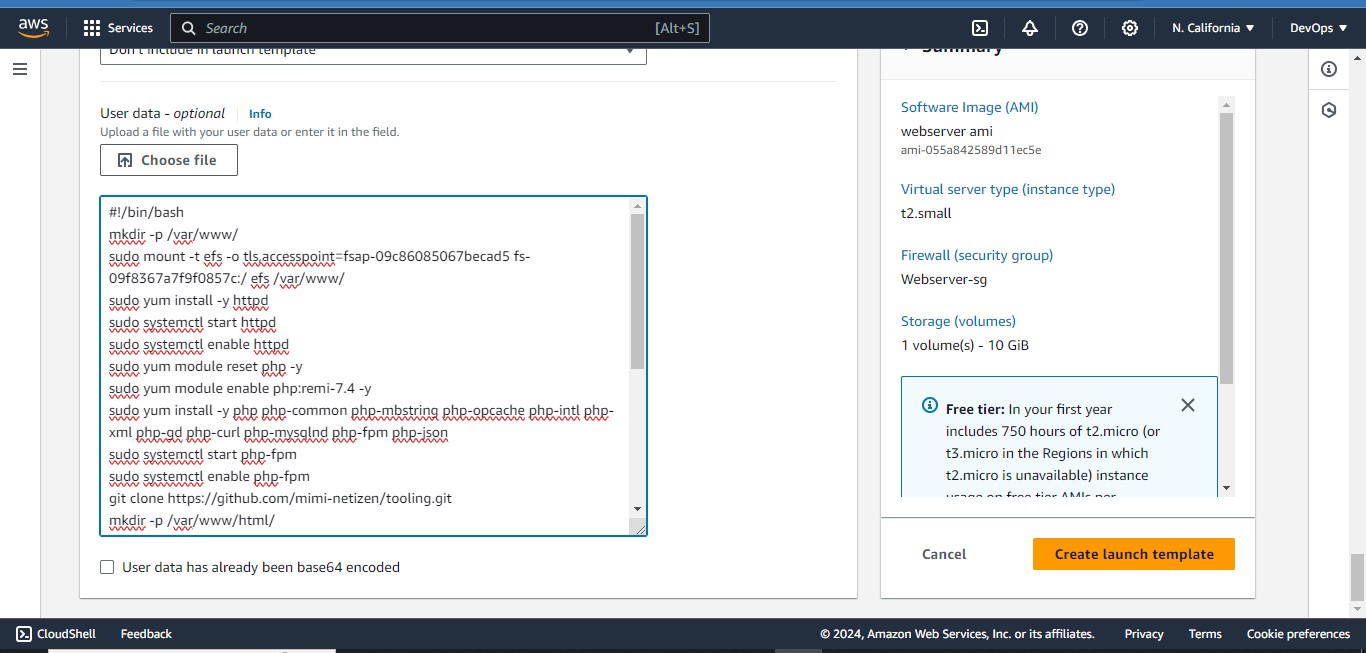 aws
Services
Search
[Alt+S]
N. California
DevOps
Don't include in launch template
User data - optional
Info
Upload a file with your user data or enter it in the field.
Choose file
#!/bin/bash
mkdir -p /var/www/
sudo mount -t efs -o tls,accesspoint=fsap-09c86085067becad5 fs-
09f8367a7f9f0857c:/ efs /var/www/
sudo yum install -y httpd
sudo systemctl start httpd
sudo systemctl enable httpd
sudo yum module reset php -y
sudo yum module enable php:remi-7.4 -y
sudo yum install -y php php-common php-mbstring php-opcache php-intl php-
xml php-gd php-curl php-mysqlnd php-fpm php-json
sudo systemctl start php-fpm
sudo systemctl enable php-fpm
git clone https://github.com/mimi-netizen/tooling.git
mkdir -p /var/www/html/
User data has already been base64 encoded
Summary
Software Image (AMI)
webserver ami
ami-055a842589d11ec5e
Virtual server type (instance type)
t2.small
Firewall (security group)
Webserver-sg
Storage (volumes)
1 volume(s) - 10 GiB
Free tier: In your first year
includes 750 hours of t2.micro (or
t3.micro in the Regions in which
t2.micro is unavailable) instance
usage on free tier AMIs per
Cancel
Create launch template
CloudShell
Feedback
© 2024, Amazon Web Services, Inc. or its affiliates.
Privacy
Terms
Cookie preferences